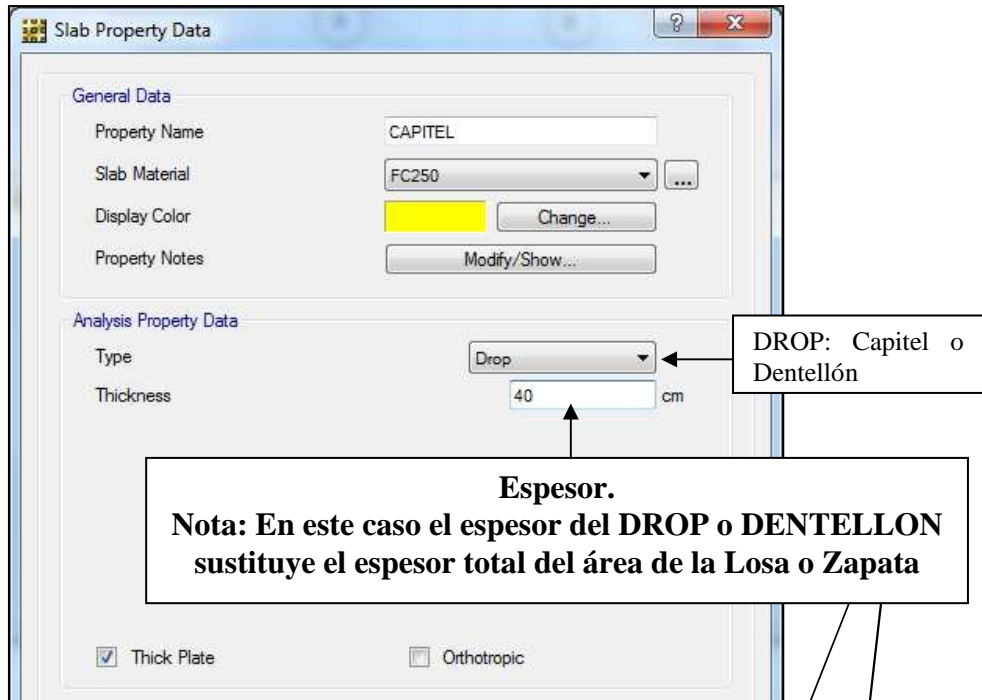 Slab Property Data
General Data
Property Name CAPITEL
Slab Material FC250 ...
Display Color Change...
Property Notes Modify/Show...
Analysis Property Data
Type Drop
Thickness 40 cm
DROP: Capitel o
Dentellón
Espesor.
Nota: En este caso el espesor del DROP o DENTELLON
sustituye el espesor total del área de la Losa o Zapata
Thick Plate Orthotropic